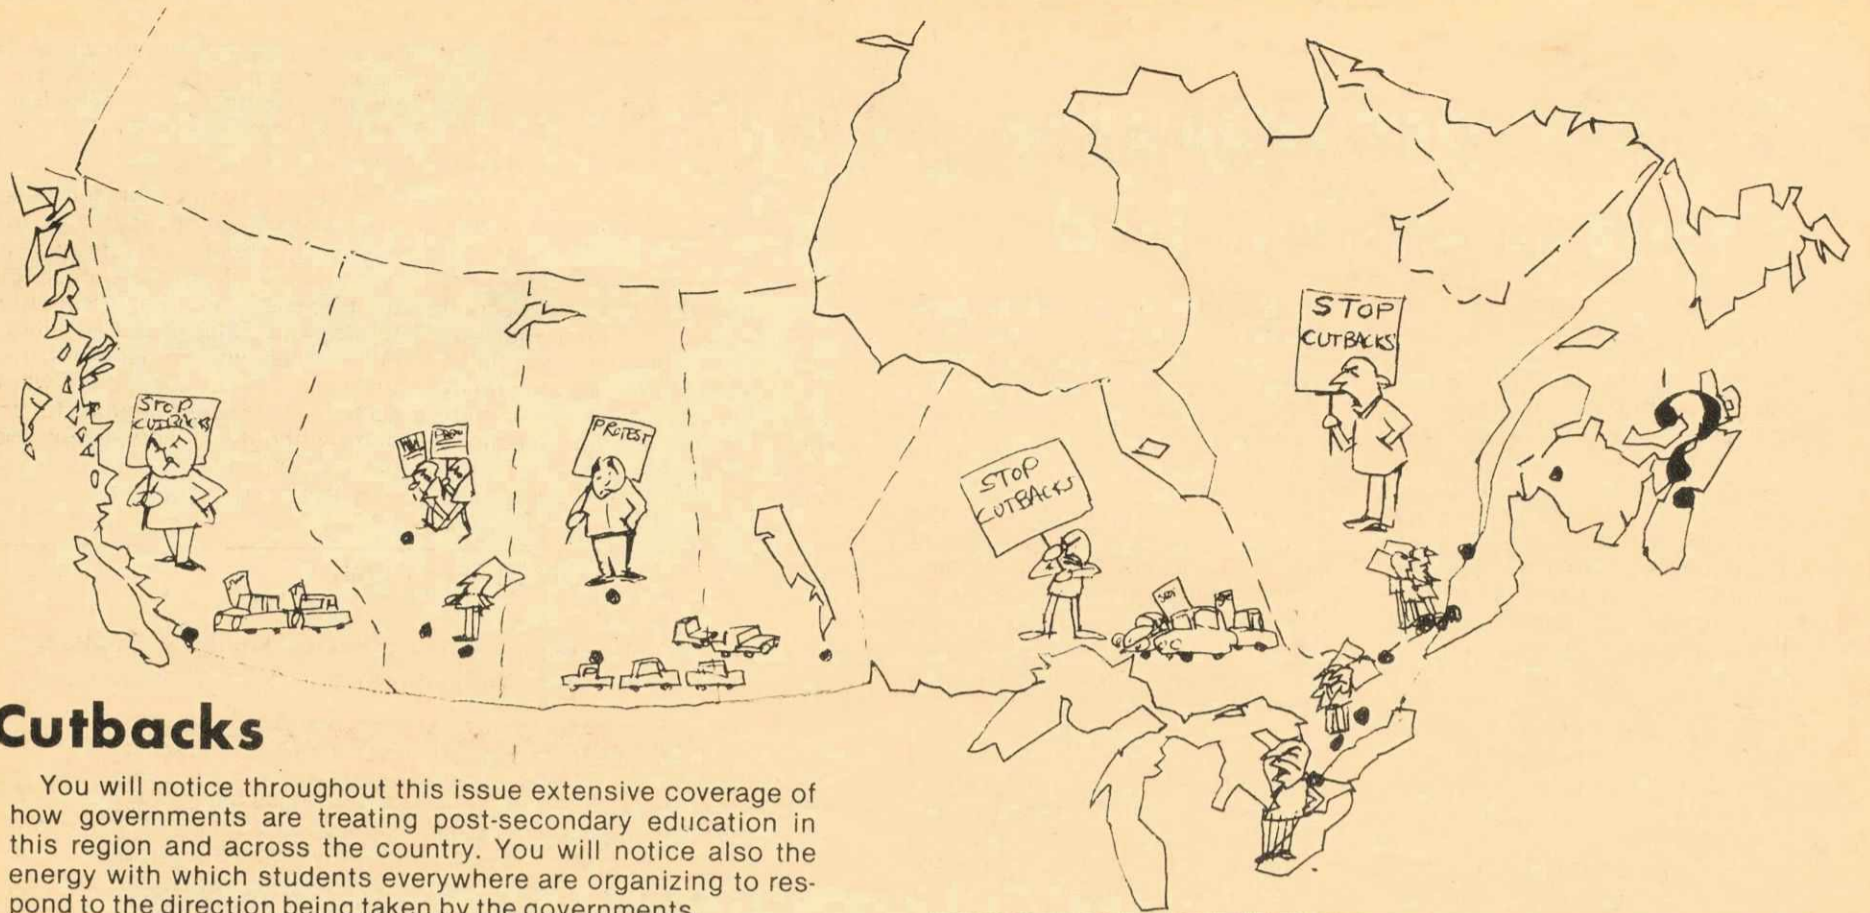 STOP
CUTBACKS
STOP
CUTBACKS
PROTEST
STOP
CUTBACKS
?
Cutbacks
You will notice throughout this issue extensive coverage of
how governments are treating post-secondary education in
this region and across the country. You will notice also the
energy with which students everywhere are organizing to res-
pond to the direction being taken by the governments.